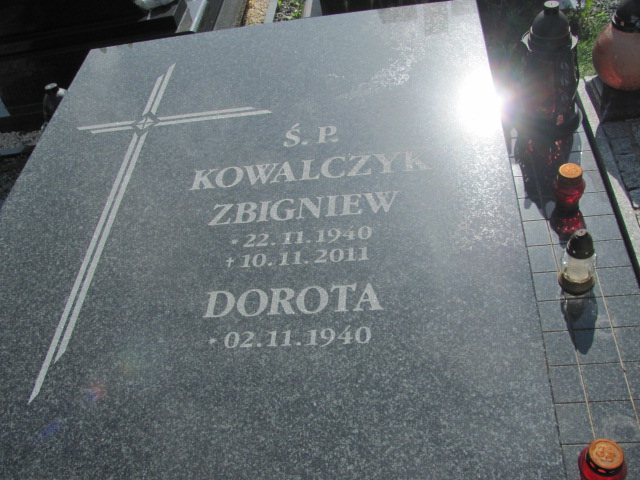 Ś. P.
KOWALCZYK
ZBIGNIEW
* 22.11.1940
† 10.11.2011
DOROTA
* 02.11.1940